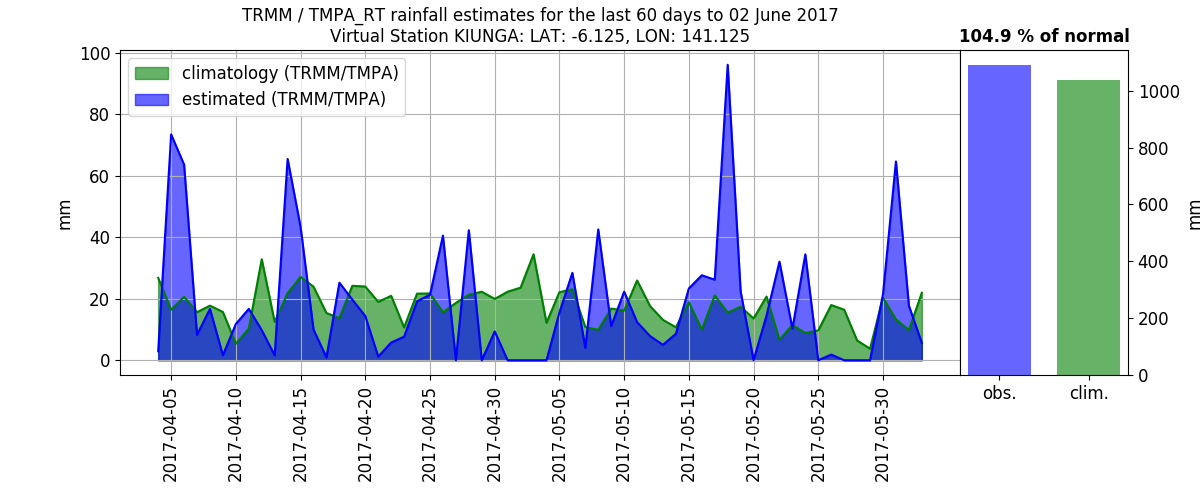 TRMM / TMPA_RT rainfall estimates for the last 60 days to 02 June 2017
Virtual Station KIUNGA: LAT: -6.125, LON: 141.125
104.9 % of normal
climatology (TRMM/TMPA)
estimated (TRMM/TMPA)
100
80
60
40
20
0
mm
1000
800
600
400
200
0
mm
obs.
clim.
2017-04-05
2017-04-10
2017-04-15
2017-04-20
2017-04-25
2017-04-30
2017-05-05
2017-05-10
2017-05-15
2017-05-20
2017-05-25
2017-05-30